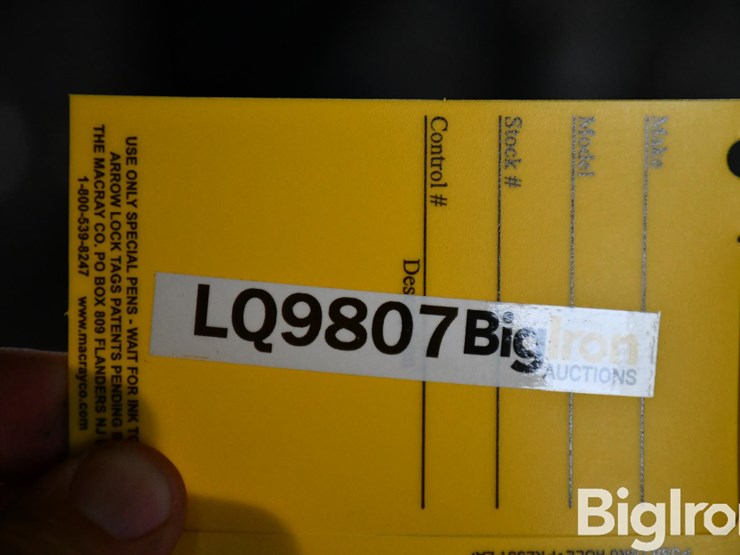 LQ9807 BigIron
AUCTIONS
Make
Model
Stock #
Control #
Des
USE ONLY SPECIAL PENS - WAIT FOR INK TO
ARROW LOCK TAGS PATENTS PENDING
THE MACRAY CO. PO BOX 809 FLANDERS NJ
1-800-539-8247 www.macrayco.com
BigIron